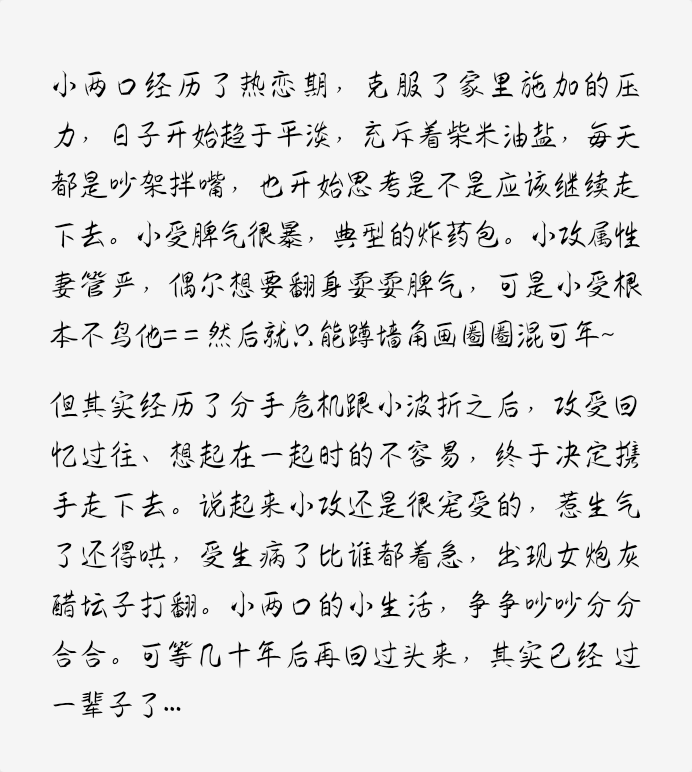 小两口经历了热恋期，克服了家里施加的压
力，日子开始趋于平淡，充斥着柴米油盐，每天
都是吵架拌嘴，也开始思考是不是应该继续走
下去。小受脾气很暴，典型的炸药包。小攻属性
妻管严，偶尔想要翻身耍耍脾气，可是小受根
本不鸟他==然后就只能蹲墙角画圈圈混可年~
但其实经历了分手危机跟小波折之后，攻受回
忆过往、想起在一起时的不容易，终于决定携
手走下去。说起来小攻还是很宠受的，惹生气
了还得哄，受生病了比谁都着急，出现女炮灰
醋坛子打翻。小两口的小生活，争争吵吵分分
合合。可等几十年后再回过头来，其实已经 过
一辈子了...